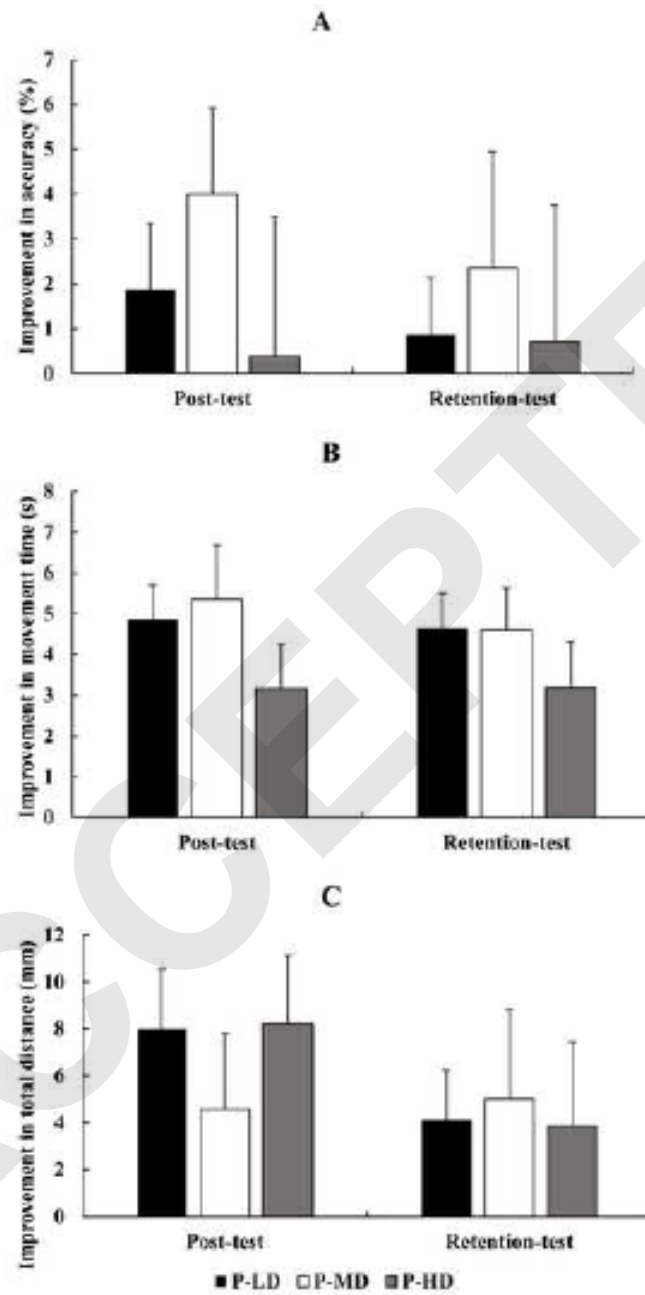 A
Improvement in accuracy (%)
7
6
5
4
3
2
1
0
Post-test Retention-test
B
Improvement in movement time (s)
8
7
6
5
4
3
2
1
0
Post-test Retention-test
C
Improvement in total distance (mm)
12
10
8
6
4
2
0
Post-test Retention-test
P-LD P-MD P-HD